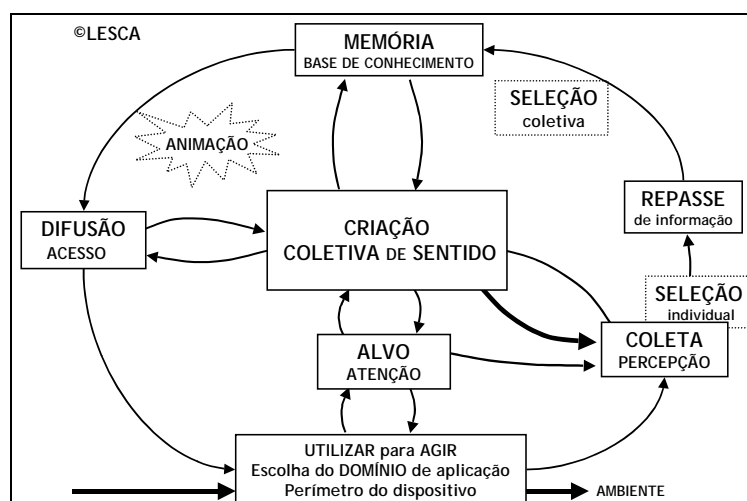 ©LESCA
MEMÓRIA
BASE DE CONHECIMENTO
SELEÇÃO
coletiva
ANIMAÇÃO
DIFUSÃO
ACESSO
CRIAÇÃO
COLETIVA DE SENTIDO
REPASSE
de informação
SELEÇÃO
individual
ALVO
ATENÇÃO
COLETA
PERCEPÇÃO
UTILIZAR para AGIR
Escolha do DOMÍNIO de aplicação
Perímetro do dispositivo
AMBIENTE